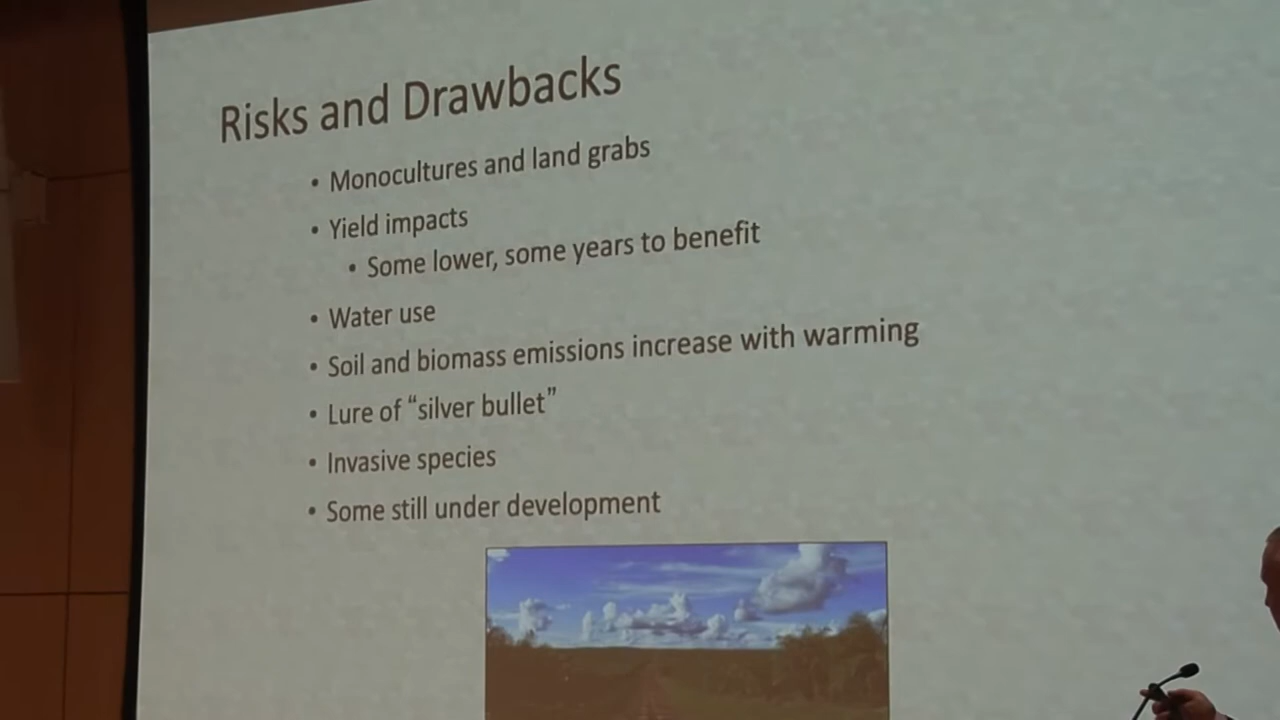 Risks and Drawbacks
• Monocultures and land grabs
• Yield impacts
• Some lower, some years to benefit
• Water use
• Soil and biomass emissions increase with warming
• Lure of “silver bullet”
• Invasive species
• Some still under development